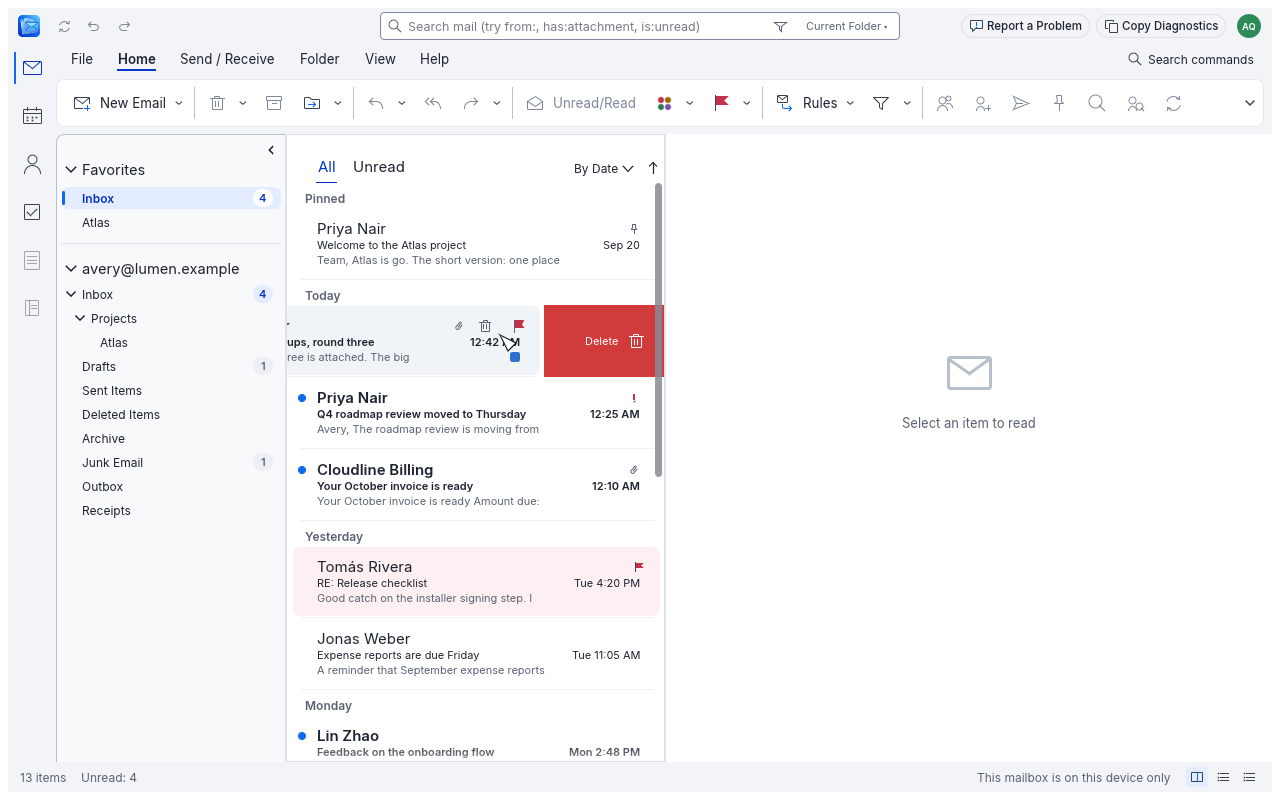 Search mail (try from:, has:attachment, is:unread)
Current Folder
Report a Problem
Copy Diagnostics
AQ
File Home Send / Receive Folder View Help
Search commands
New Email
Unread/Read
Rules
Favorites
Inbox 4
Atlas
avery@lumen.example
Inbox 4
Projects
Atlas
Drafts 1
Sent Items
Deleted Items
Archive
Junk Email 1
Outbox
Receipts
All Unread By Date
Pinned
Priya Nair
Welcome to the Atlas project Sep 20
Team, Atlas is go. The short version: one place
Today
ups, round three 12:42
ree is attached. The big
Delete
Priya Nair
Q4 roadmap review moved to Thursday 12:25 AM
Avery, The roadmap review is moving from
Cloudline Billing
Your October invoice is ready 12:10 AM
Your October invoice is ready Amount due:
Yesterday
Tomás Rivera
RE: Release checklist Tue 4:20 PM
Good catch on the installer signing step. I
Jonas Weber
Expense reports are due Friday Tue 11:05 AM
A reminder that September expense reports
Monday
Lin Zhao
Feedback on the onboarding flow Mon 2:48 PM
Select an item to read
13 items Unread: 4
This mailbox is on this device only